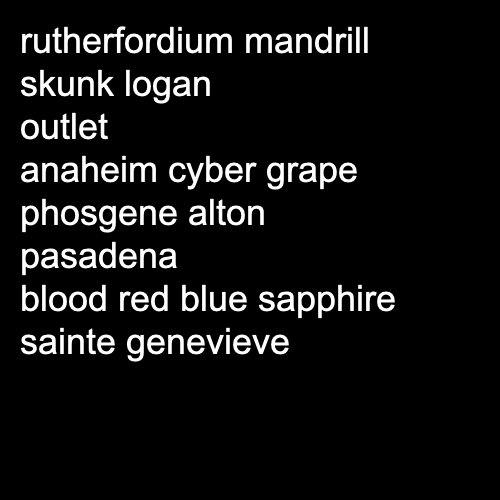 rutherfordium mandrill
skunk logan
outlet
anaheim cyber grape
phosgene alton
pasadena
blood red blue sapphire
sainte genevieve